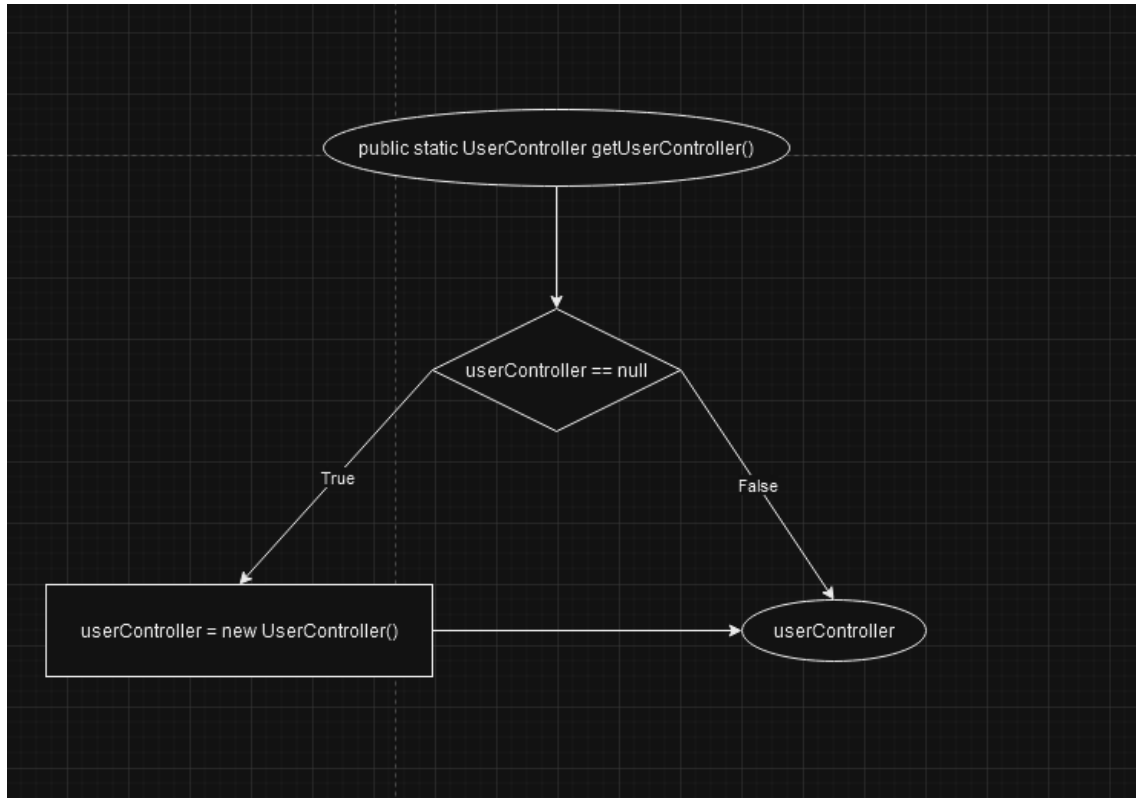 public static UserController getUserController()
userController == null
True
False
userController = new UserController()
userController